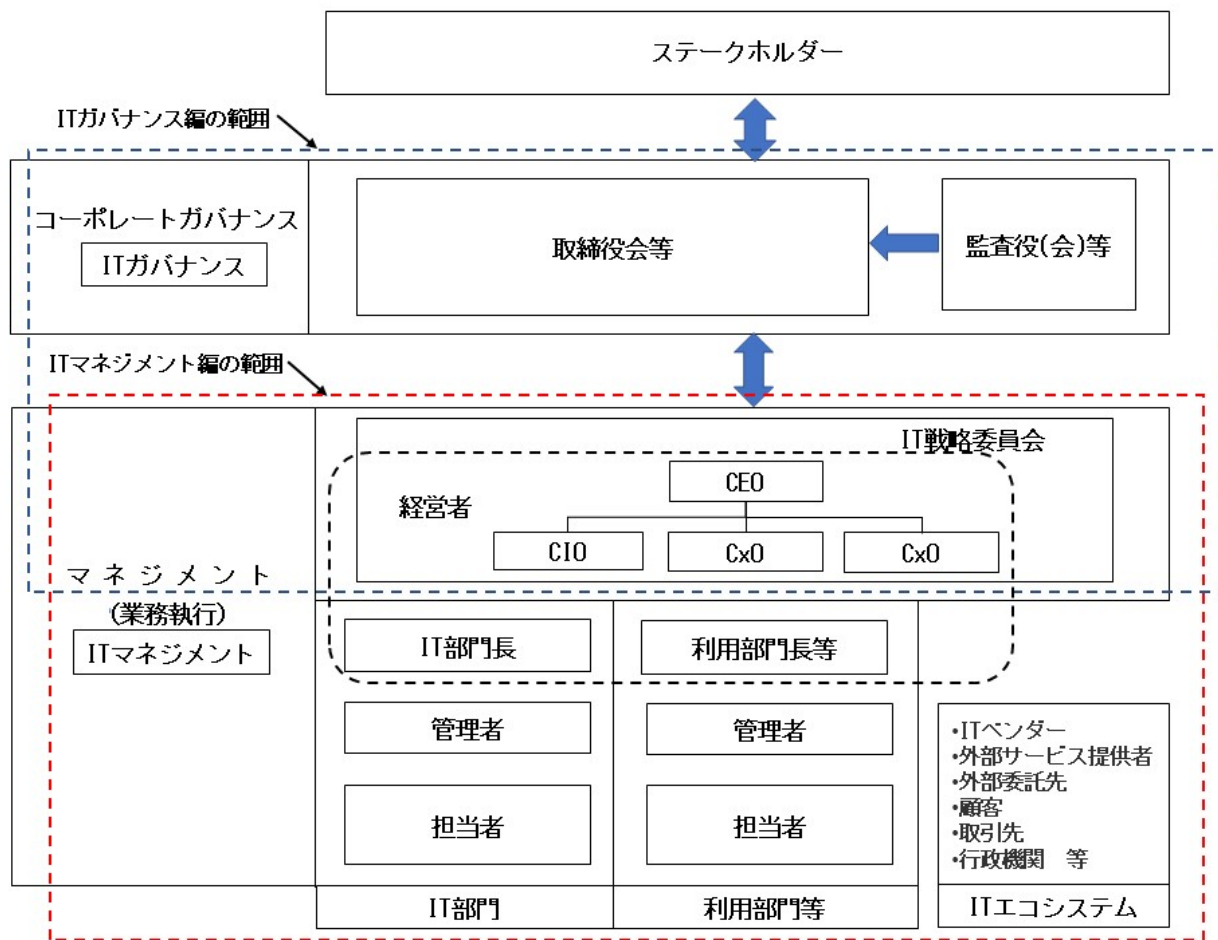 ステークホルダー
ITガバナンス編の範囲
コーポレートガバナンス
ITガバナンス
取締役会等
監査役(会)等
ITマネジメント編の範囲
IT戦略委員会
経営者
CEO
CIO
CxO
CxO
マネジメント
(業務執行)
ITマネジメント
IT部門長
利用部門長等
管理者
管理者
担当者
担当者
IT部門
利用部門等
・ITベンダー
・外部サービス提供者
・外部委託先
・顧客
・取引先
・行政機関　等
ITエコシステム